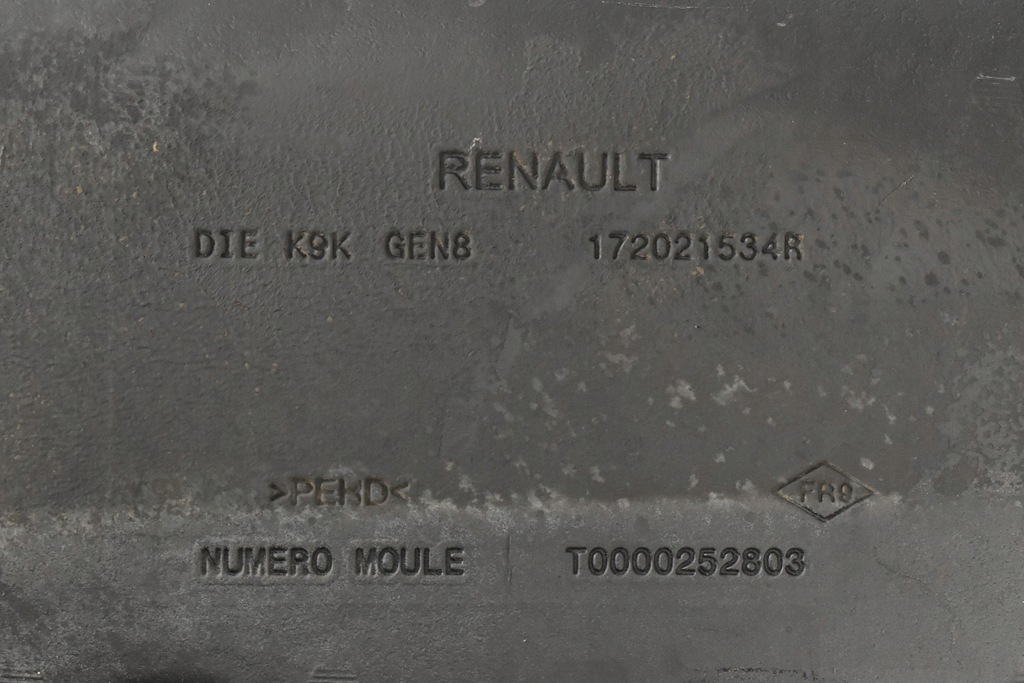 RENAULT
DIE K9K GEN8 172021534R
>PEHD< FR9
NUMERO MOULE T0000252803